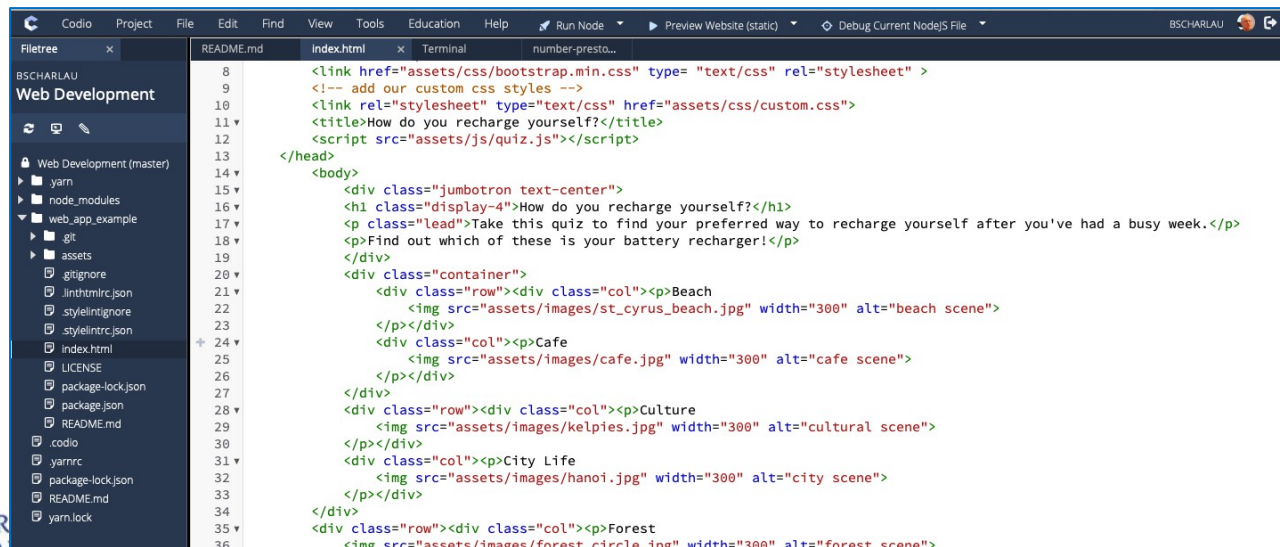 Codio Project File Edit Find View Tools Education Help Run Node Preview Website (static) Debug Current NodeJS File BSCHARLAU
Filetree × README.md index.html × Terminal number-presto...
BSCHARLAU
Web Development
Web Development (master)
.yarn
node_modules
web_app_example
.git
assets
.gitignore
.linthtmlrc.json
.stylelintignore
.stylelintrc.json
index.html
LICENSE
package-lock.json
package.json
README.md
.codio
.yarnrc
package-lock.json
README.md
yarn.lock
8 <link href="assets/css/bootstrap.min.css" type= "text/css" rel="stylesheet" >
9 <!-- add our custom css styles -->
10 <link rel="stylesheet" type="text/css" href="assets/css/custom.css">
11 <title>How do you recharge yourself?</title>
12 <script src="assets/js/quiz.js"></script>
13 </head>
14 <body>
15 <div class="jumbotron text-center">
16 <h1 class="display-4">How do you recharge yourself?</h1>
17 <p class="lead">Take this quiz to find your preferred way to recharge yourself after you've had a busy week.</p>
18 <p>Find out which of these is your battery recharger!</p>
19 </div>
20 <div class="container">
21 <div class="row"><div class="col"><p>Beach
22 <img src="assets/images/st_cyrus_beach.jpg" width="300" alt="beach scene">
23 </p></div>
24 <div class="col"><p>Cafe
25 <img src="assets/images/cafe.jpg" width="300" alt="cafe scene">
26 </p></div>
27 </div>
28 <div class="row"><div class="col"><p>Culture
29 <img src="assets/images/kelpies.jpg" width="300" alt="cultural scene">
30 </p></div>
31 <div class="col"><p>City Life
32 <img src="assets/images/hanoi.jpg" width="300" alt="city scene">
33 </p></div>
34 </div>
35 <div class="row"><div class="col"><p>Forest
36 <img src="assets/images/forest_circle.jpg" width="300" alt="forest scene">